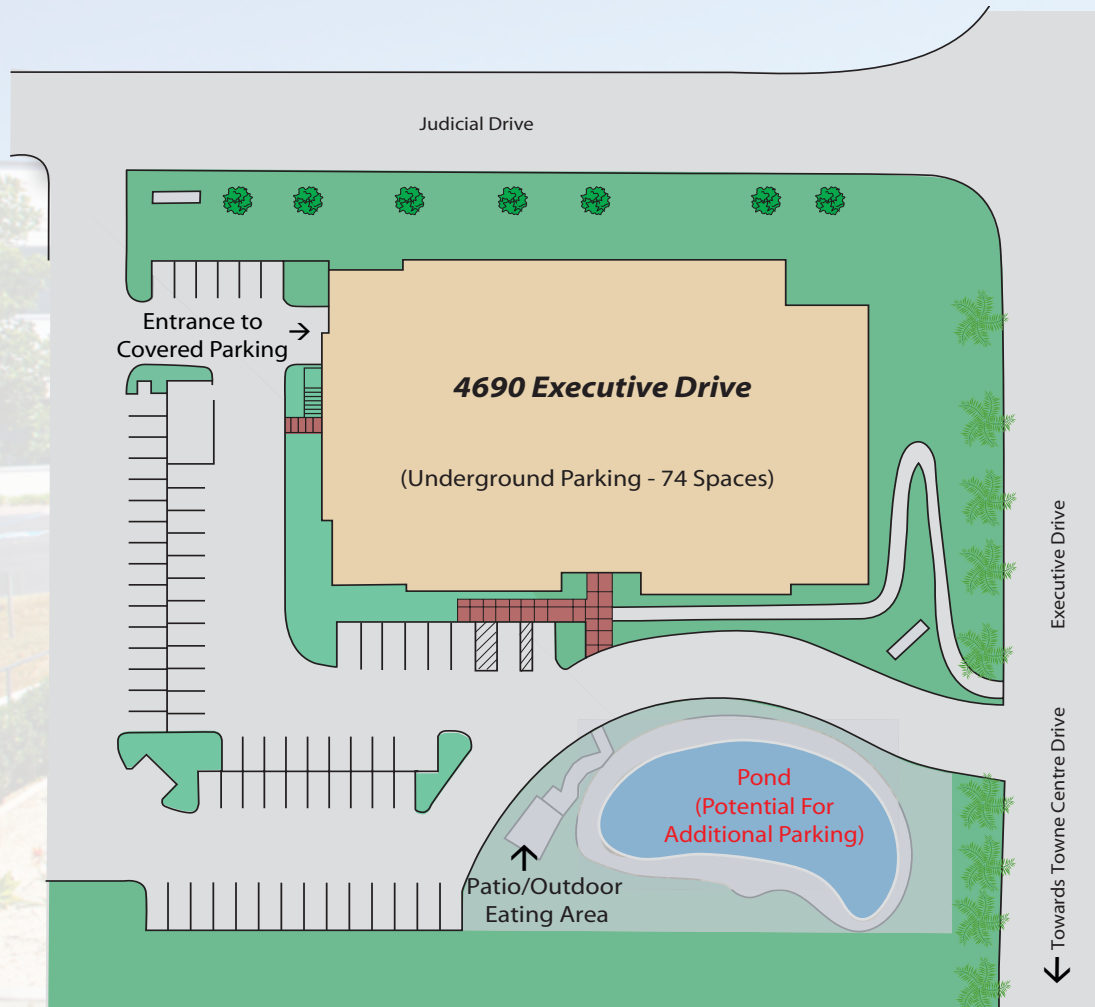 Judicial Drive
Entrance to
Covered Parking
4690 Executive Drive
(Underground Parking - 74 Spaces)
Executive Drive
Pond
(Potential For
Additional Parking)
Patio/Outdoor
Eating Area
Towards Towne Centre Drive